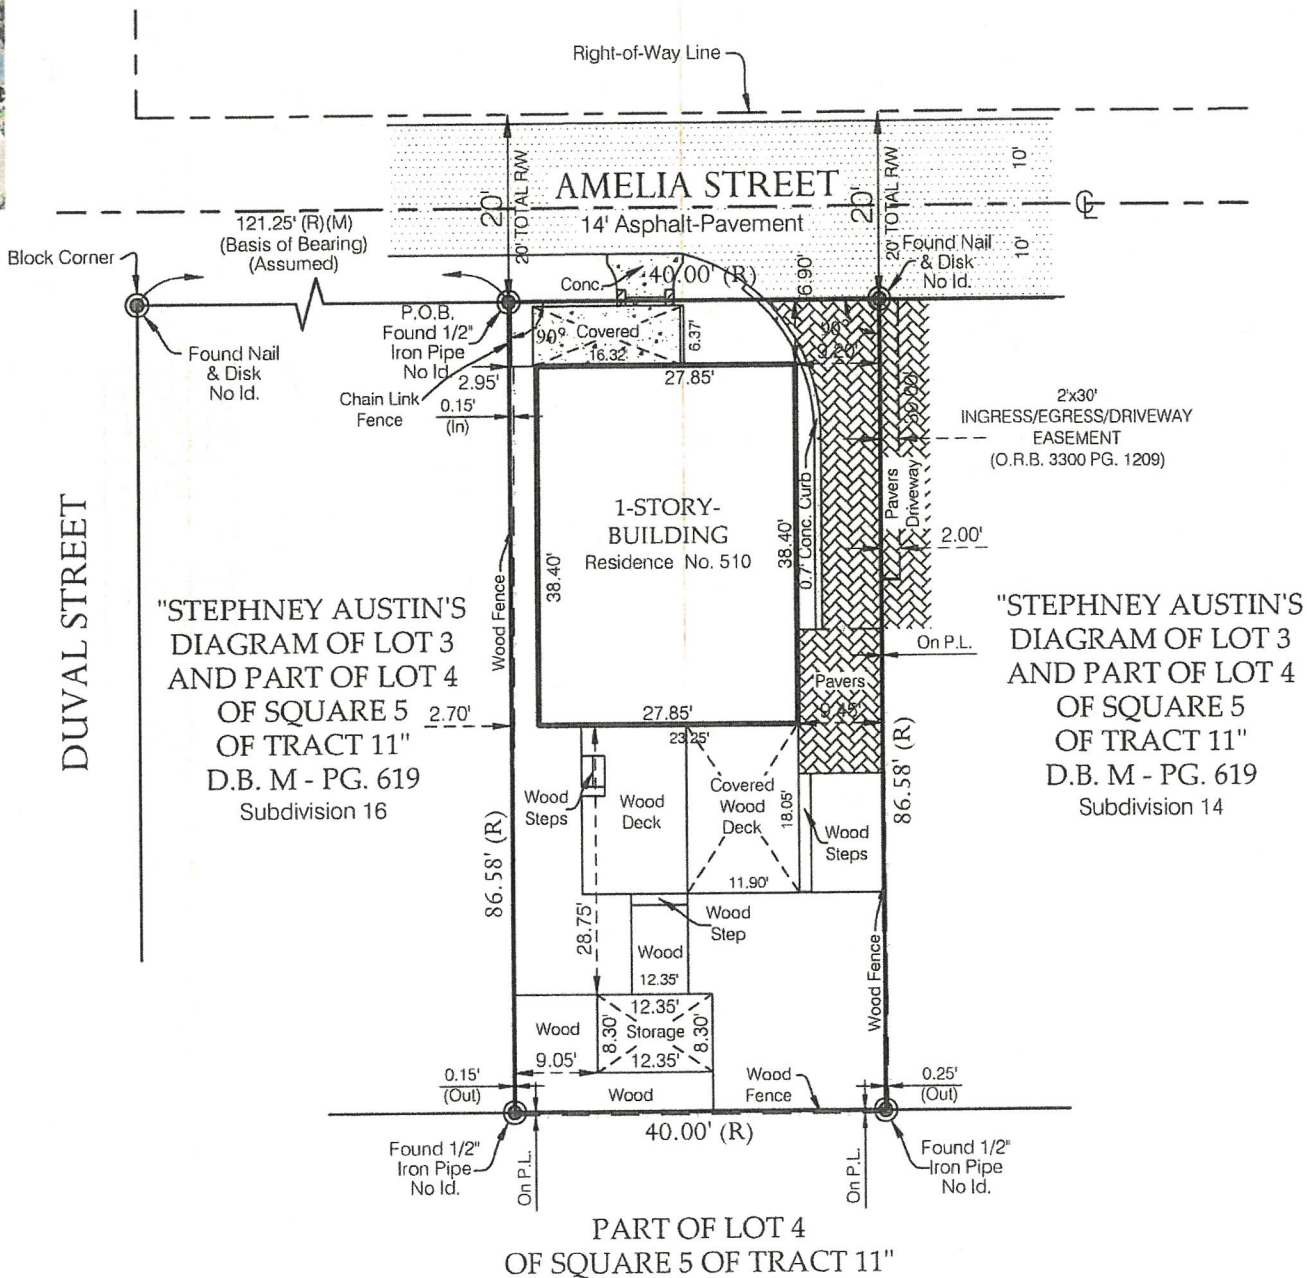 Right-of-Way Line
20'
20' TOTAL R/W
AMELIA STREET
14' Asphalt-Pavement
20'
20' TOTAL R/W
10'
10'
℄
121.25' (R)(M)
(Basis of Bearing)
(Assumed)
Block Corner
Found Nail
& Disk
No Id.
Conc.
40.00' (R)
6.90'
Found Nail
& Disk
No Id.
P.O.B.
Found 1/2"
Iron Pipe
No Id.
90°
Covered
16.32'
6.37'
90°
9.20'
2.95'
Chain Link
Fence
0.15'
(In)
27.85'
30.00'
2'x30'
INGRESS/EGRESS/DRIVEWAY
EASEMENT
(O.R.B. 3300 PG. 1209)
DUVAL STREET
1-STORY-
BUILDING
Residence No. 510
38.40'
38.40'
0.7' Conc. Curb
Pavers
Driveway
2.00'
Wood Fence
"STEPHNEY AUSTIN'S
DIAGRAM OF LOT 3
AND PART OF LOT 4
OF SQUARE 5
OF TRACT 11"
D.B. M - PG. 619
Subdivision 16
"STEPHNEY AUSTIN'S
DIAGRAM OF LOT 3
AND PART OF LOT 4
OF SQUARE 5
OF TRACT 11"
D.B. M - PG. 619
Subdivision 14
On P.L.
Pavers
9.45'
2.70'
27.85'
23.25'
86.58' (R)
86.58' (R)
Wood
Steps
Wood
Deck
Covered
Wood
Deck
18.05'
11.90'
Wood
Steps
28.75'
Wood
Step
Wood
12.35'
Wood Fence
12.35'
Wood
8.30'
Storage
8.30'
12.35'
9.05'
0.15'
(Out)
Wood
Wood
Fence
0.25'
(Out)
40.00' (R)
Found 1/2"
Iron Pipe
No Id.
On P.L.
On P.L.
Found 1/2"
Iron Pipe
No Id.
PART OF LOT 4
OF SQUARE 5 OF TRACT 11"